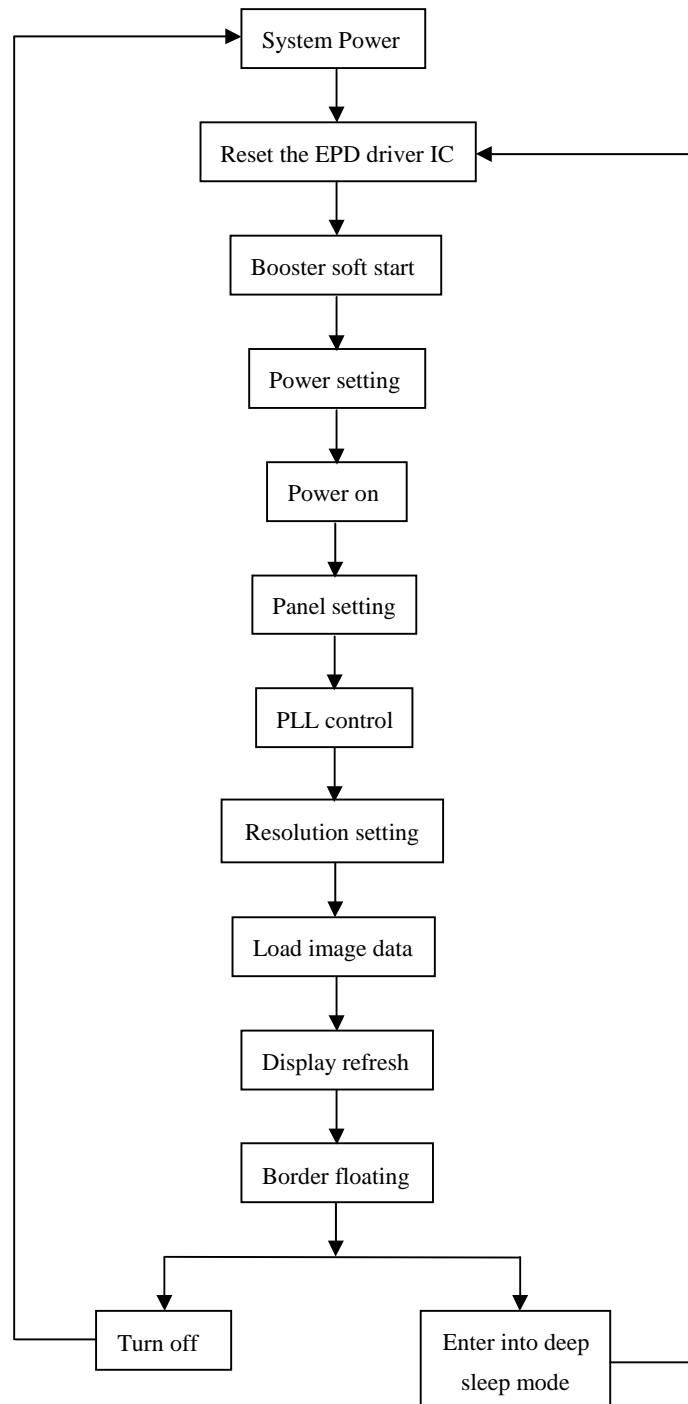 System Power
Reset the EPD driver IC
Booster soft start
Power setting
Power on
Panel setting
PLL control
Resolution setting
Load image data
Display refresh
Border floating
Turn off
Enter into deep
sleep mode